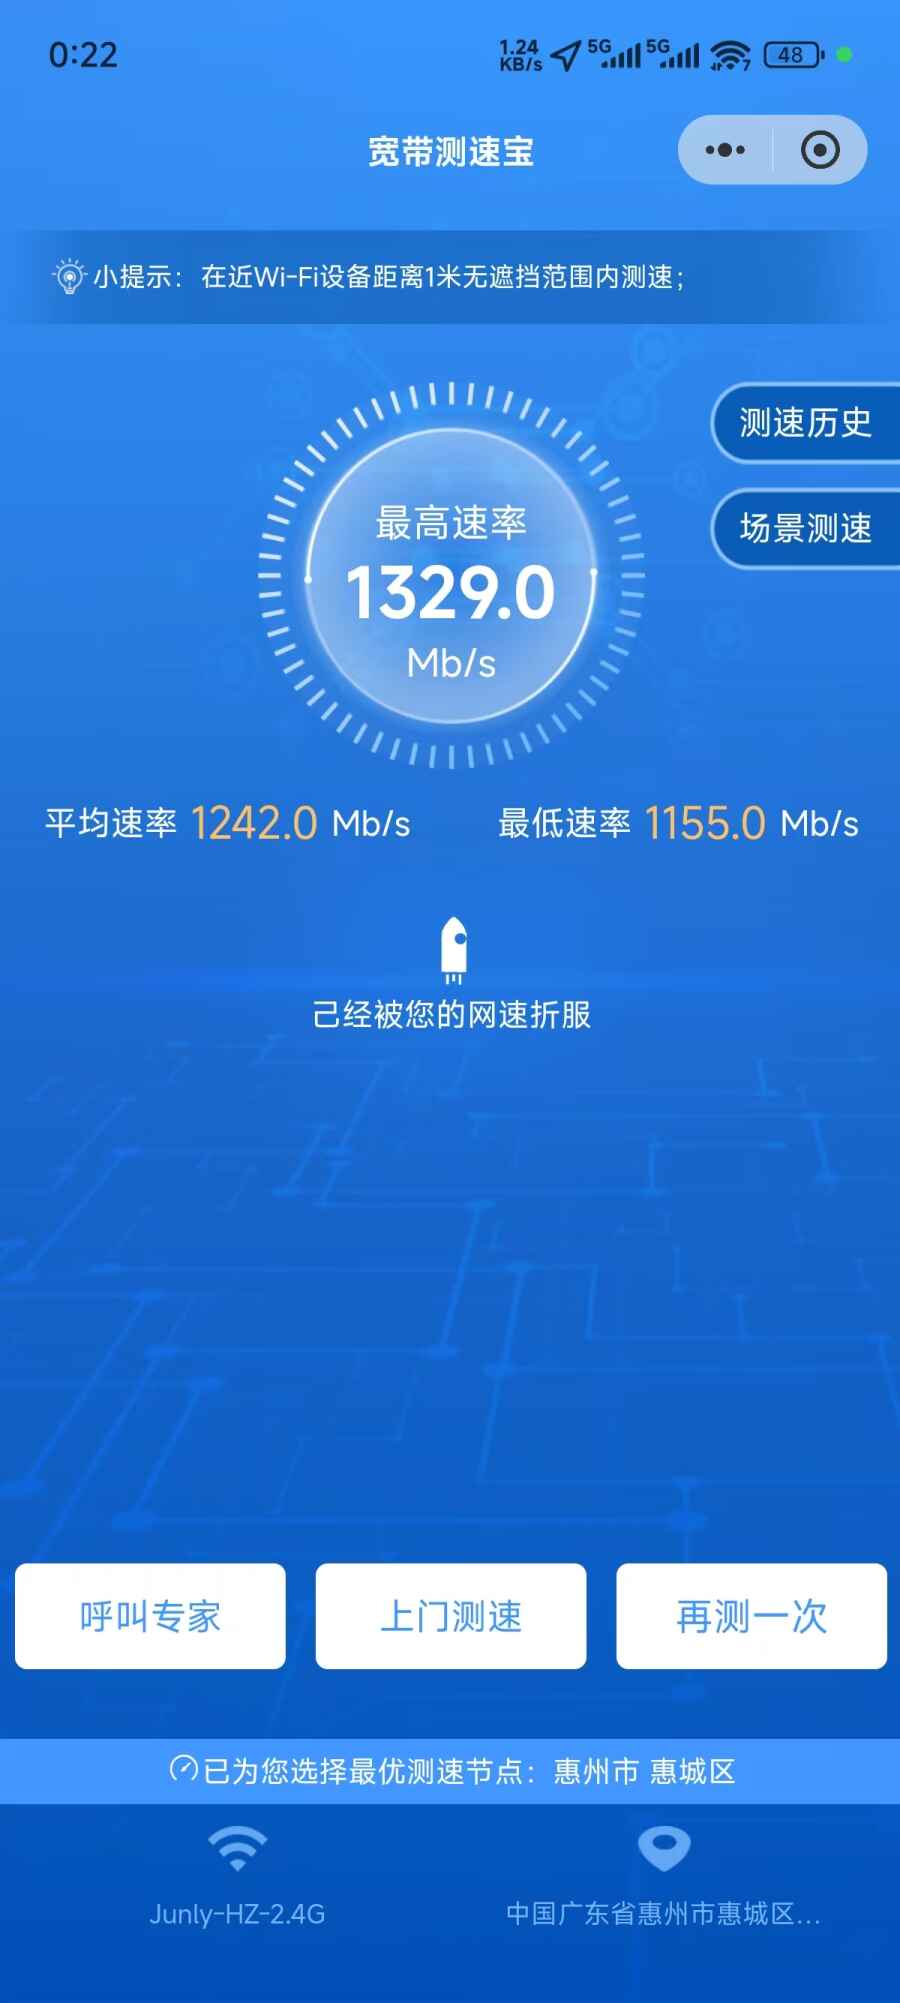 0:22
1.24 KB/s 5G 5G 7 48
宽带测速宝
小提示：在近Wi-Fi设备距离1米无遮挡范围内测速；
测速历史
场景测速
最高速率
1329.0
Mb/s
平均速率 1242.0 Mb/s 最低速率 1155.0 Mb/s
己经被您的网速折服
呼叫专家 上门测速 再测一次
已为您选择最优测速节点：惠州市 惠城区
Junly-HZ-2.4G 中国广东省惠州市惠城区...